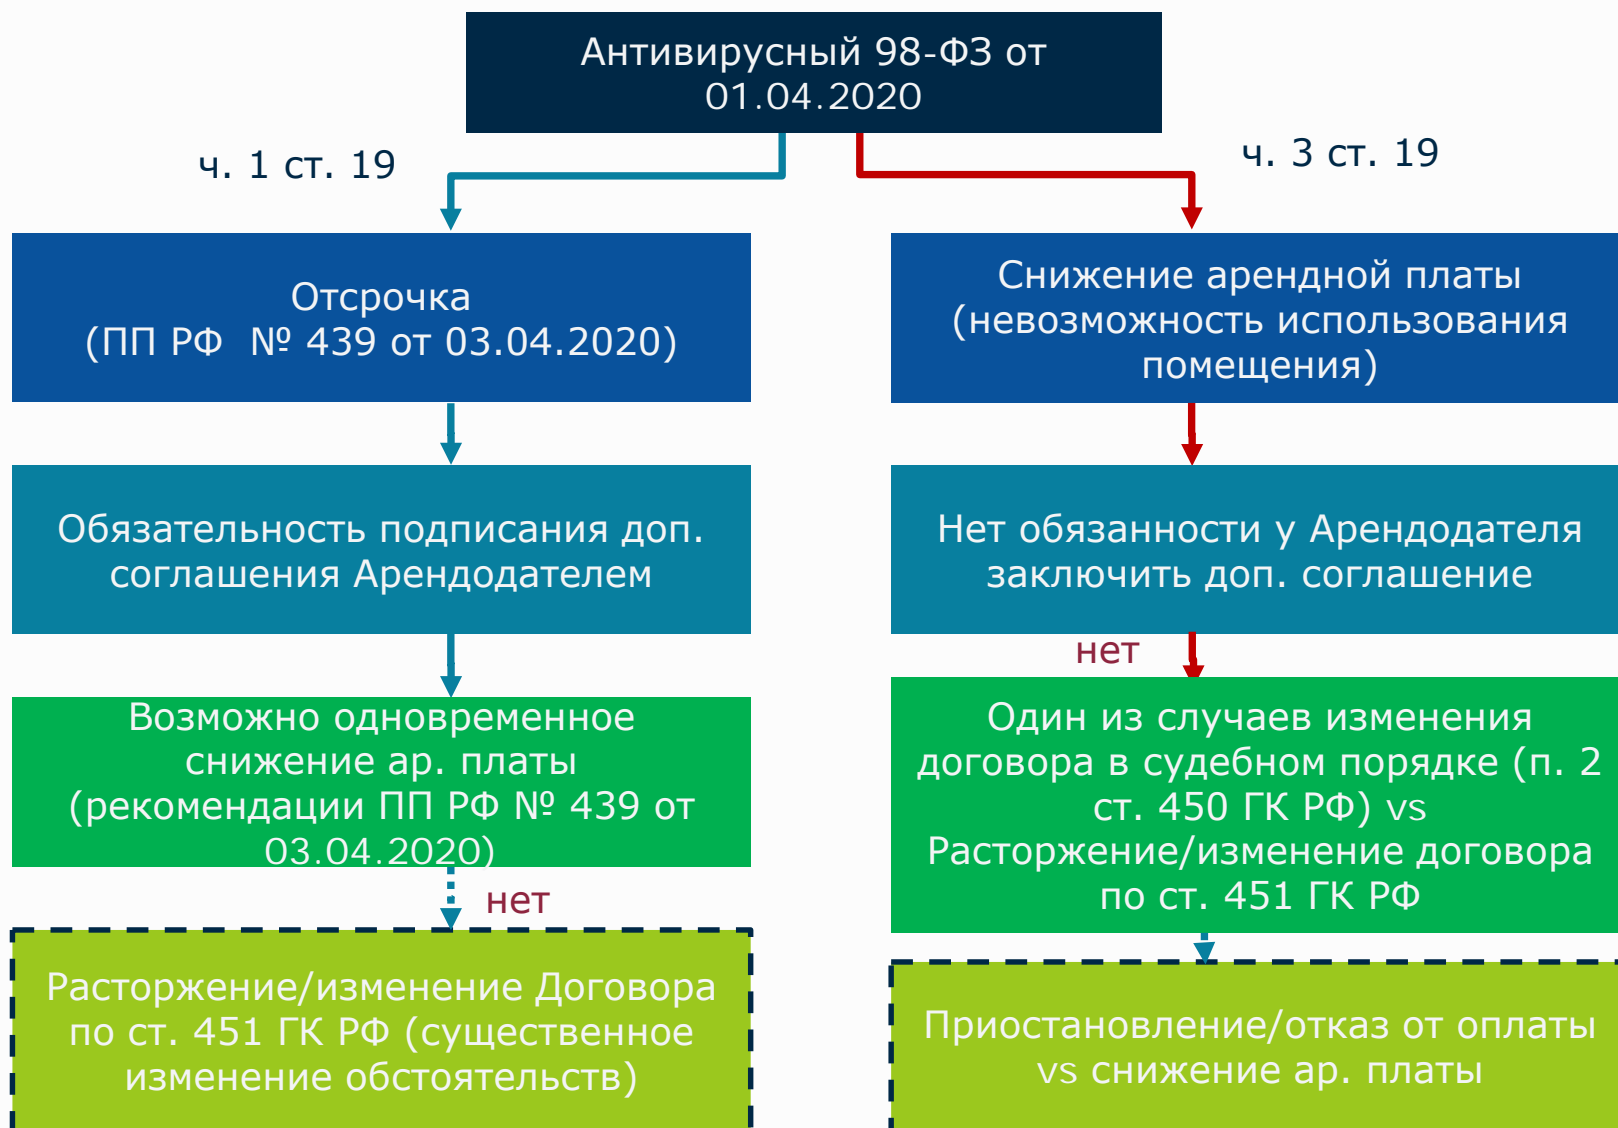 Антивирусный 98-ФЗ от
01.04.2020
ч. 1 ст. 19
ч. 3 ст. 19
Отсрочка
(ПП РФ № 439 от 03.04.2020)
Снижение арендной платы
(невозможность использования
помещения)
Обязательность подписания доп.
соглашения Арендодателем
Нет обязанности у Арендодателя
заключить доп. соглашение
нет
Возможно одновременное
снижение ар. платы
(рекомендации ПП РФ № 439 от
03.04.2020)
Один из случаев изменения
договора в судебном порядке (п. 2
ст. 450 ГК РФ) vs
Расторжение/изменение договора
по ст. 451 ГК РФ
нет
Расторжение/изменение Договора
по ст. 451 ГК РФ (существенное
изменение обстоятельств)
Приостановление/отказ от оплаты
vs снижение ар. платы